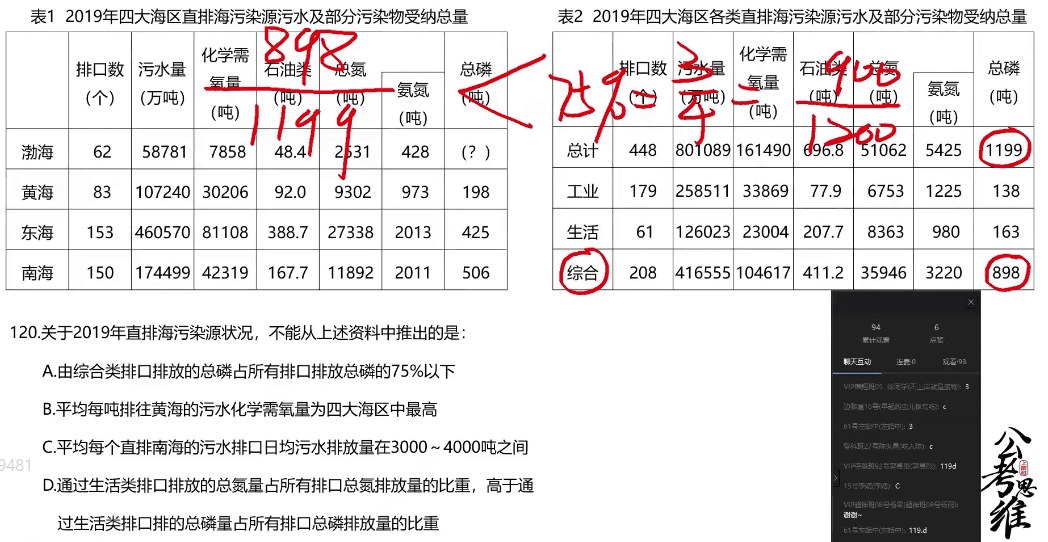 表1 2019年四大海区直排海污染源污水及部分污染物受纳总量
排口数(个) 污水量(万吨) 化学需氧量(吨) 石油类(吨) 总氮(吨) 氨氮(吨) 总磷(吨)
渤海 62 58781 7858 48.4 2531 428 (?)
黄海 83 107240 30206 92.0 9302 973 198
东海 153 460570 81108 388.7 27338 2013 425
南海 150 174499 42319 167.7 11892 2011 506
898
1199
表2 2019年四大海区各类直排海污染源污水及部分污染物受纳总量
排口数(个) 污水量(万吨) 化学需氧量(吨) 石油类(吨) 总氮(吨) 氨氮(吨) 总磷(吨)
总计 448 801089 161490 696.8 51062 5425 1199
工业 179 258511 33869 77.9 6753 1225 138
生活 61 126023 23004 207.7 8363 980 163
综合 208 416555 104617 411.2 35946 3220 898
75% = 3/4 = 900/1200
120.关于2019年直排海污染源状况，不能从上述资料中推出的是：
A.由综合类排口排放的总磷占所有排口排放总磷的75%以下
B.平均每吨排往黄海的污水化学需氧量为四大海区中最高
C.平均每个直排南海的污水排口日均污水排放量在3000～4000吨之间
D.通过生活类排口排放的总氮量占所有排口总氮排放量的比重，高于通
过生活类排口排的总磷量占所有排口总磷排放量的比重
9481
94 6
累计观看 点赞
聊天互动 连麦·0 观看·93
3
c
3
c
119d
C
谢谢~
119.d
公考思维